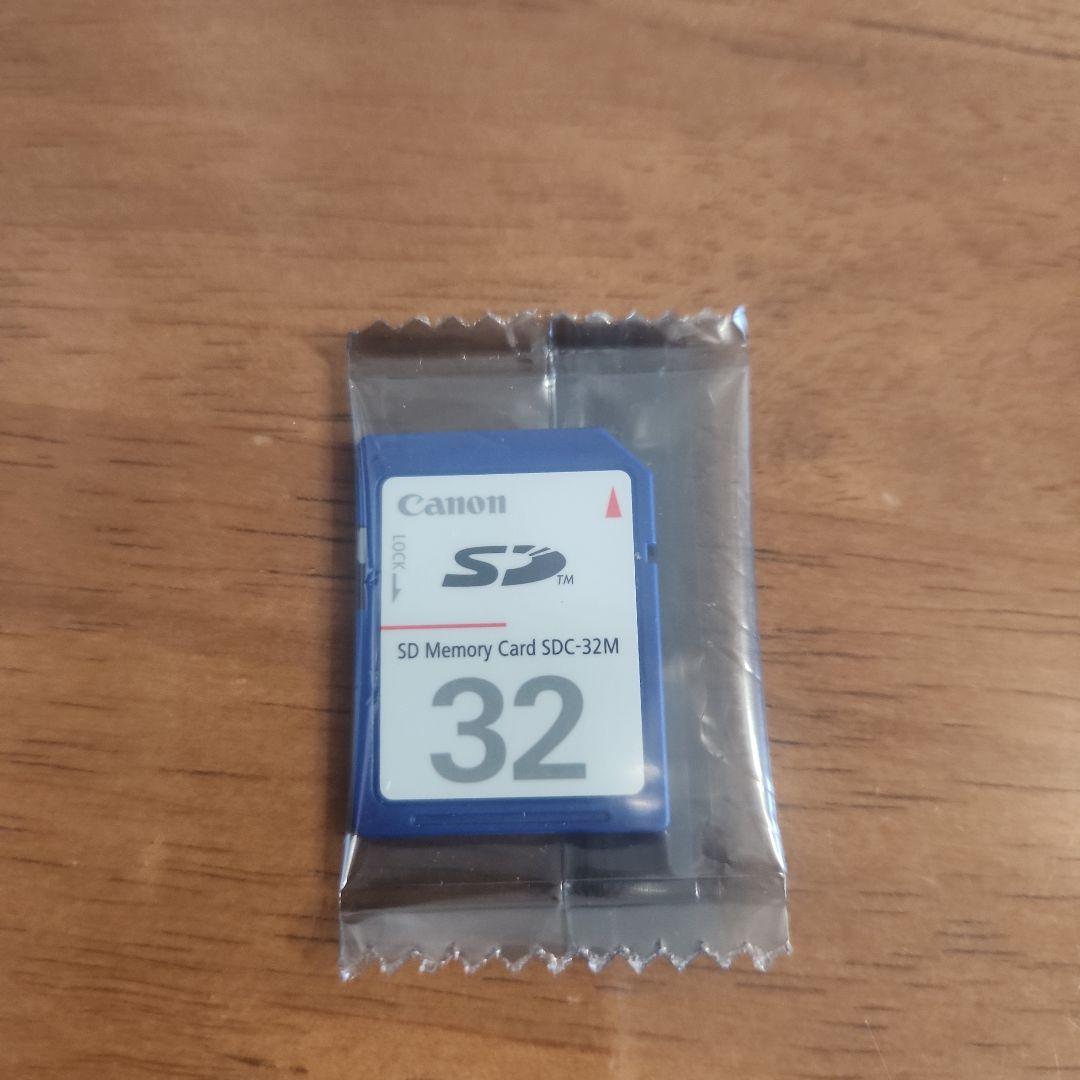 Canon
LOCK
SD™
SD Memory Card SDC-32M
32